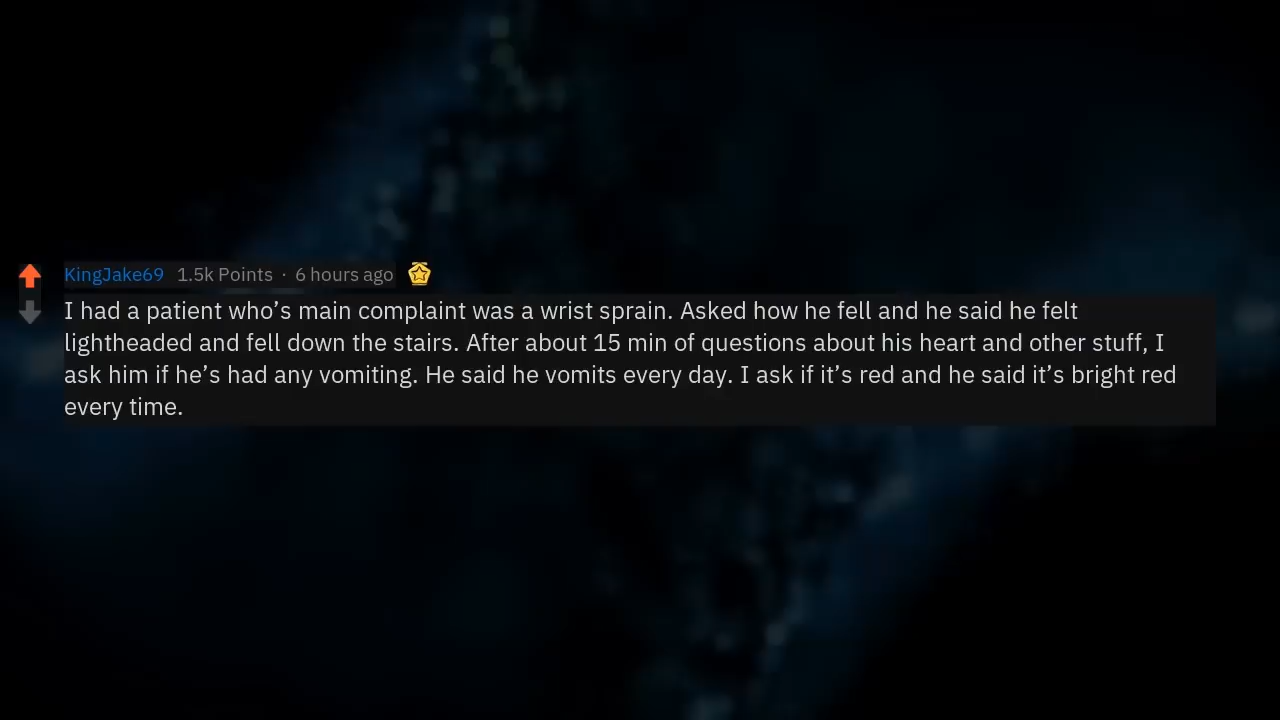 KingJake69 1.5k Points · 6 hours ago
I had a patient who’s main complaint was a wrist sprain. Asked how he fell and he said he felt
lightheaded and fell down the stairs. After about 15 min of questions about his heart and other stuff, I
ask him if he’s had any vomiting. He said he vomits every day. I ask if it’s red and he said it’s bright red
every time.